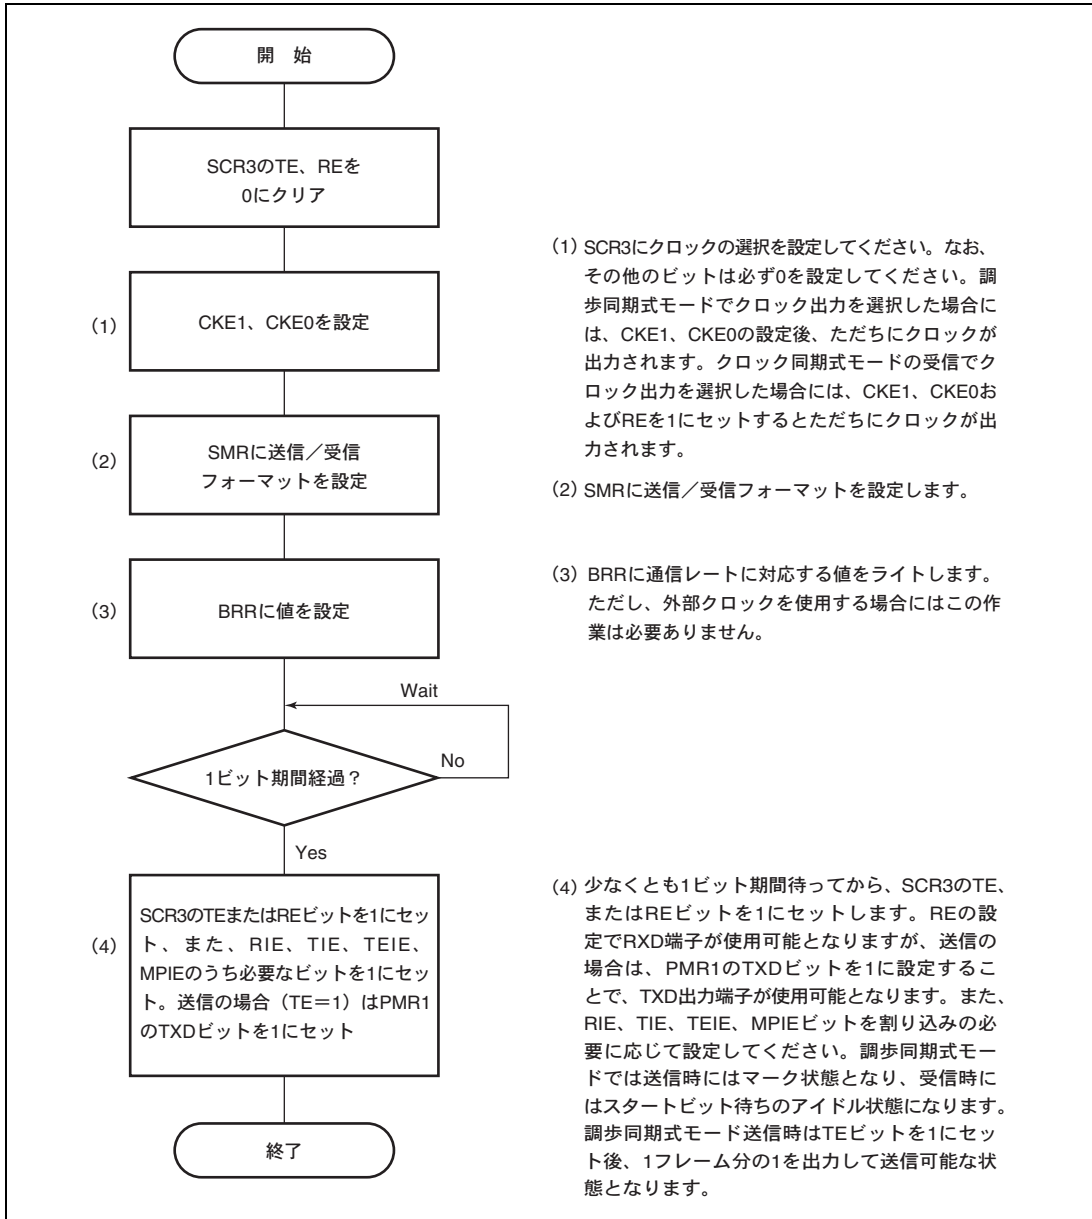 開 始
SCR3のTE、REを
0にクリア
(1)
CKE1、CKE0を設定
(2)
SMRに送信／受信
フォーマットを設定
(3)
BRRに値を設定
Wait
1ビット期間経過？
No
Yes
(4)
SCR3のTEまたはREビットを1にセッ
ト、また、RIE、TIE、TEIE、
MPIEのうち必要なビットを1にセッ
ト。送信の場合（TE＝1）はPMR1
のTXDビットを1にセット
終了
(1) SCR3にクロックの選択を設定してください。なお、
その他のビットは必ず0を設定してください。調
歩同期式モードでクロック出力を選択した場合に
は、CKE1、CKE0の設定後、ただちにクロックが
出力されます。クロック同期式モードの受信でク
ロック出力を選択した場合には、CKE1、CKE0お
よびREを1にセットするとただちにクロックが出
力されます。
(2) SMRに送信／受信フォーマットを設定します。
(3) BRRに通信レートに対応する値をライトします。
ただし、外部クロックを使用する場合にはこの作
業は必要ありません。
(4) 少なくとも1ビット期間待ってから、SCR3のTE、
またはREビットを1にセットします。REの設
定でRXD端子が使用可能となりますが、送信の
場合は、PMR1のTXDビットを1に設定するこ
とで、TXD出力端子が使用可能となります。また、
RIE、TIE、TEIE、MPIEビットを割り込みの必
要に応じて設定してください。調歩同期式モー
ドでは送信時にはマーク状態となり、受信時に
はスタートビット待ちのアイドル状態になります。
調歩同期式モード送信時はTEビットを1にセッ
ト後、1フレーム分の1を出力して送信可能な状
態となります。